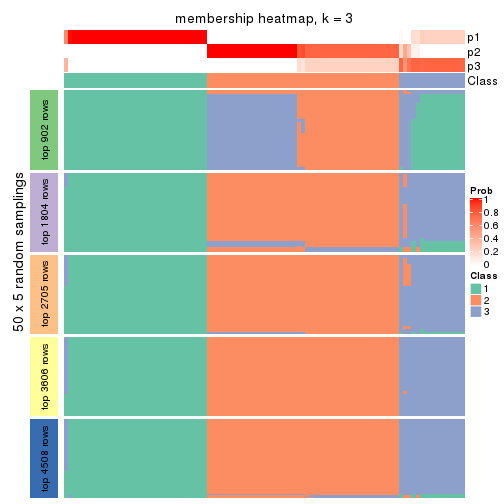 membership heatmap, k = 3
p1
p2
p3
Class
50 x 5 random samplings
top 902 rows
top 1804 rows
top 2705 rows
top 3606 rows
top 4508 rows
Prob
1
0.8
0.6
0.4
0.2
0
Class
1
2
3